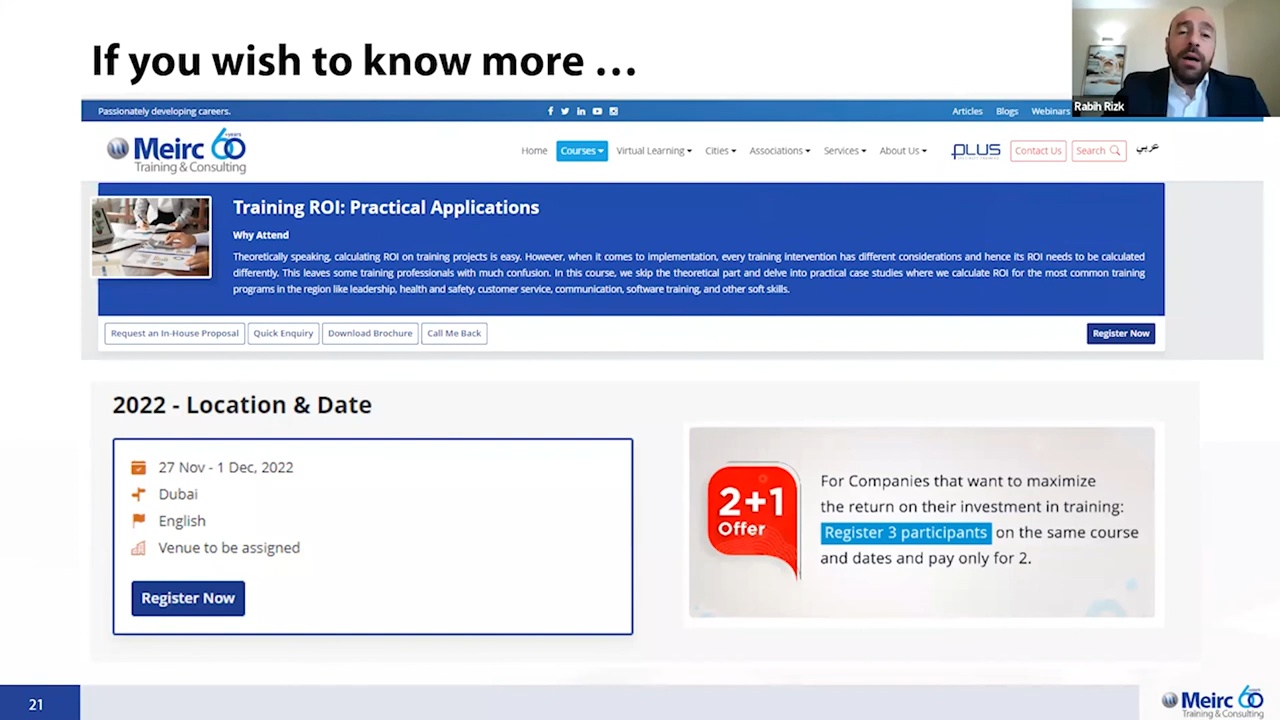 If you wish to know more ...
Rabih Rizk
Passionately developing careers.
Articles Blogs Webinars
Meirc 60 years
Training & Consulting
Home Courses Virtual Learning Cities Associations Services About Us PLUS Contact Us Search عربي
Training ROI: Practical Applications
Why Attend
Theoretically speaking, calculating ROI on training projects is easy. However, when it comes to implementation, every training intervention has different considerations and hence its ROI needs to be calculated
differently. This leaves some training professionals with much confusion. In this course, we skip the theoretical part and delve into practical case studies where we calculate ROI for the most common training
programs in the region like leadership, health and safety, customer service, communication, software training, and other soft skills.
Request an In-House Proposal Quick Enquiry Download Brochure Call Me Back Register Now
2022 - Location & Date
27 Nov - 1 Dec, 2022
Dubai
English
Venue to be assigned
Register Now
2+1
Offer
For Companies that want to maximize
the return on their investment in training:
Register 3 participants on the same course
and dates and pay only for 2.
21
Meirc 60 years
Training & Consulting